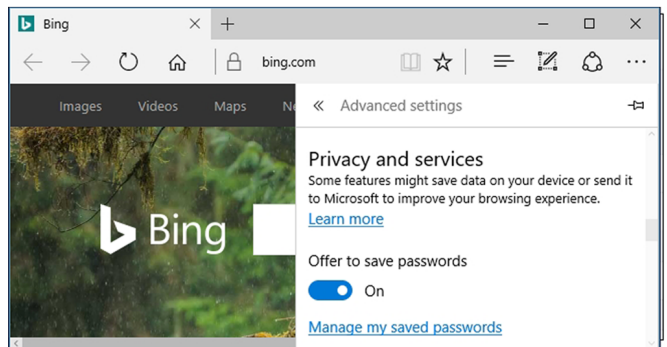 Bing
bing.com
Images Videos Maps
Advanced settings
Bing
Privacy and services
Some features might save data on your device or send it
to Microsoft to improve your browsing experience.
Learn more
Offer to save passwords
On
Manage my saved passwords